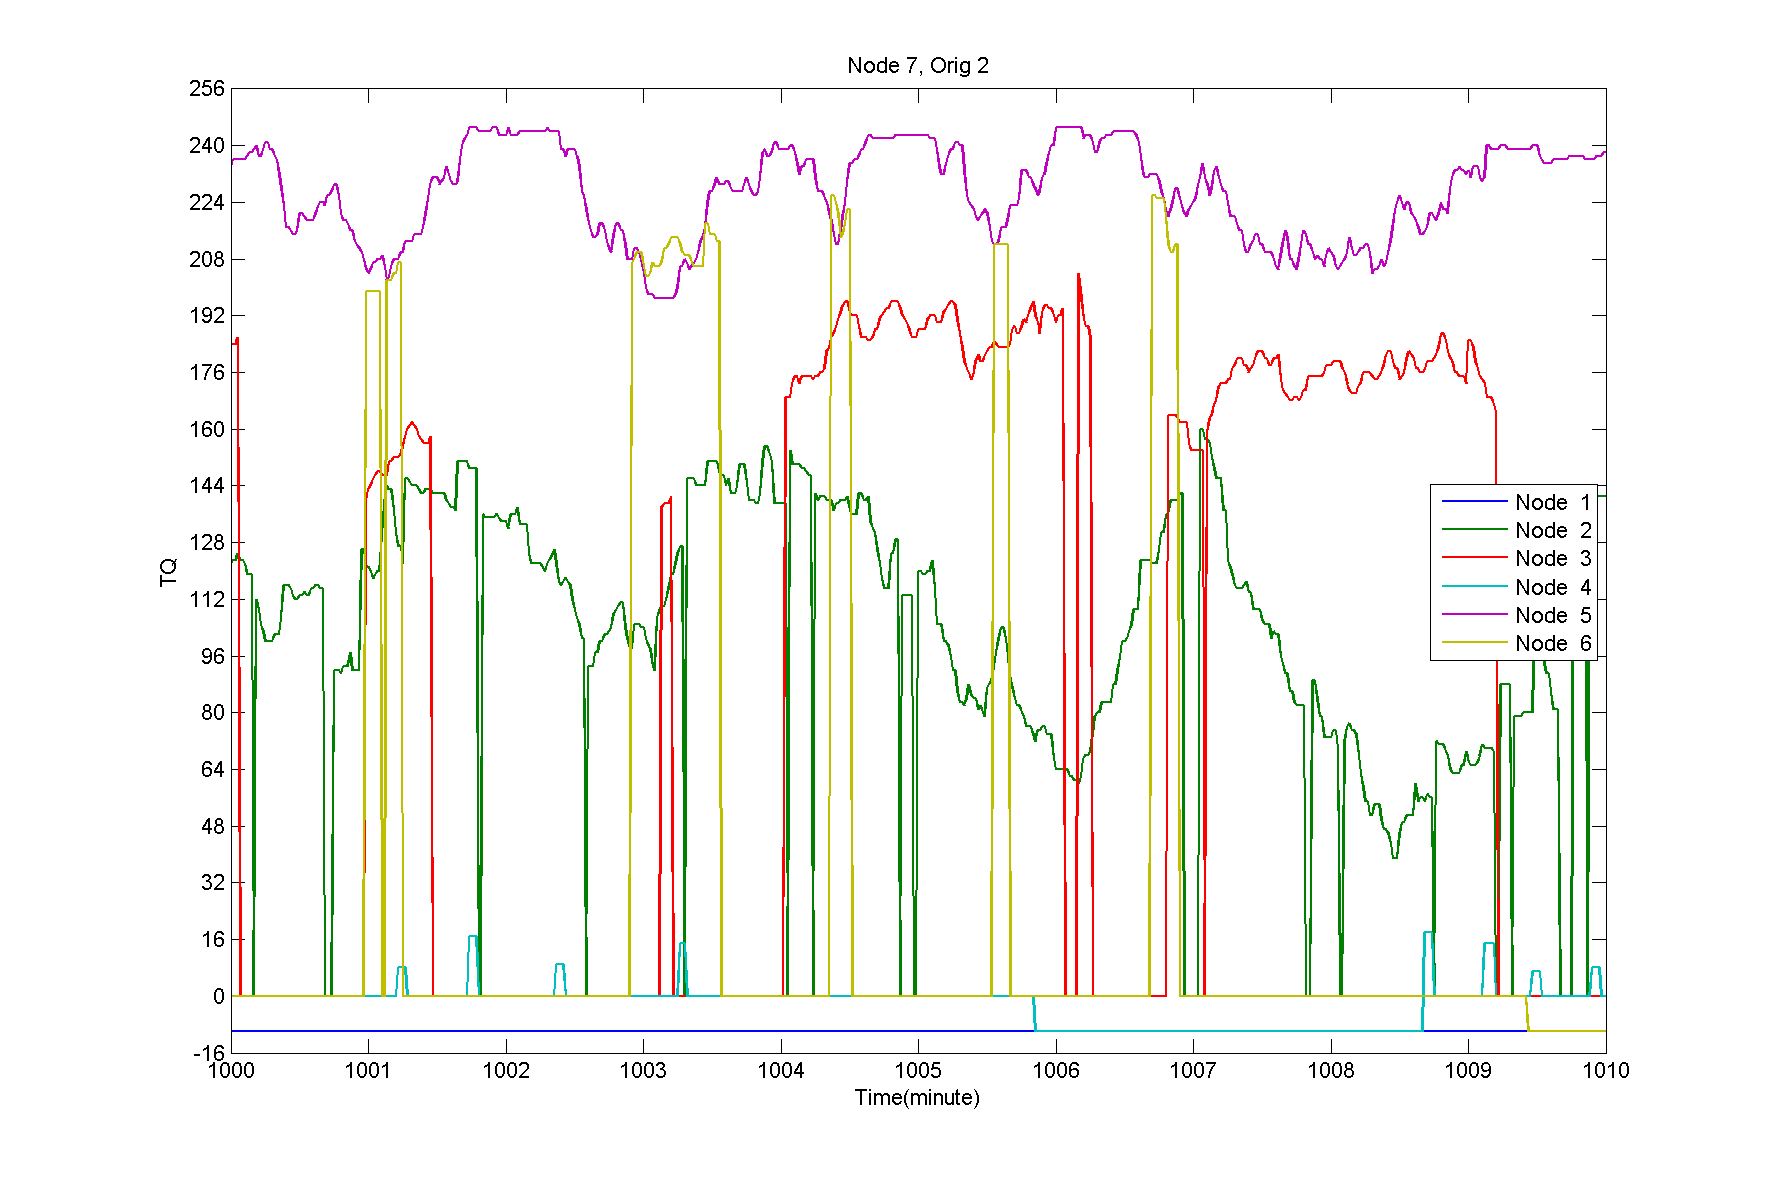 Node 7, Orig 2
256
240
224
208
192
176
160
144
128
112
96
80
64
48
32
16
0
-16
TQ
Node 1
Node 2
Node 3
Node 4
Node 5
Node 6
1000 1001 1002 1003 1004 1005 1006 1007 1008 1009 1010
Time(minute)